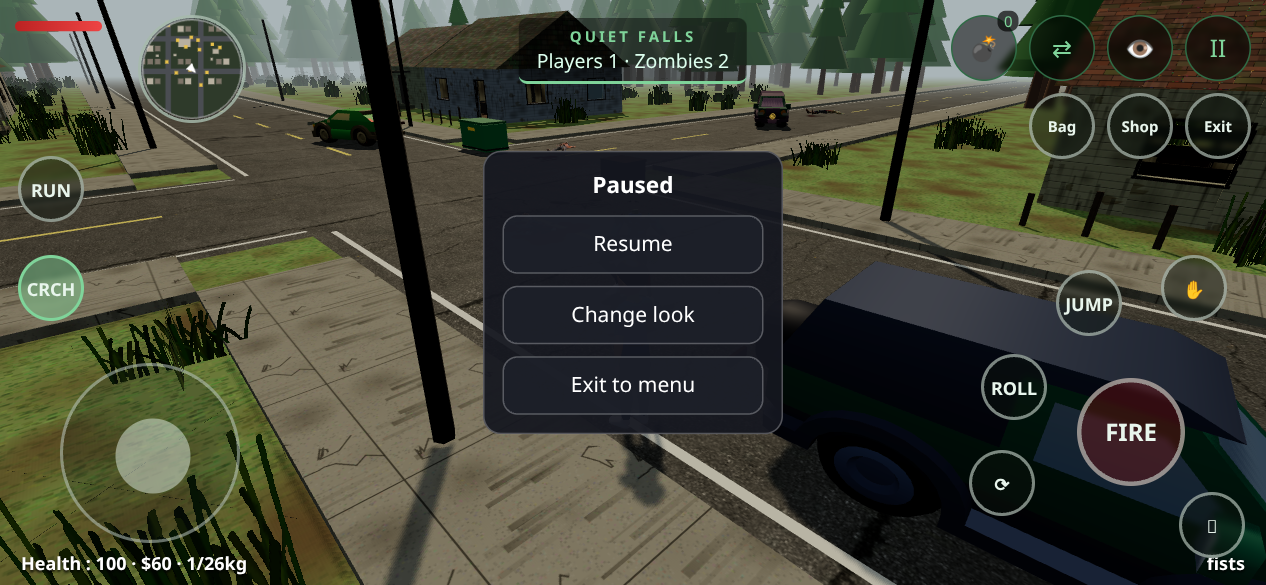 QUIET FALLS
Players 1 · Zombies 2
0
II
Bag
Shop
Exit
RUN
CRCH
Paused
Resume
Change look
Exit to menu
JUMP
ROLL
FIRE
Health : 100 · $60 · 1/26kg
fists